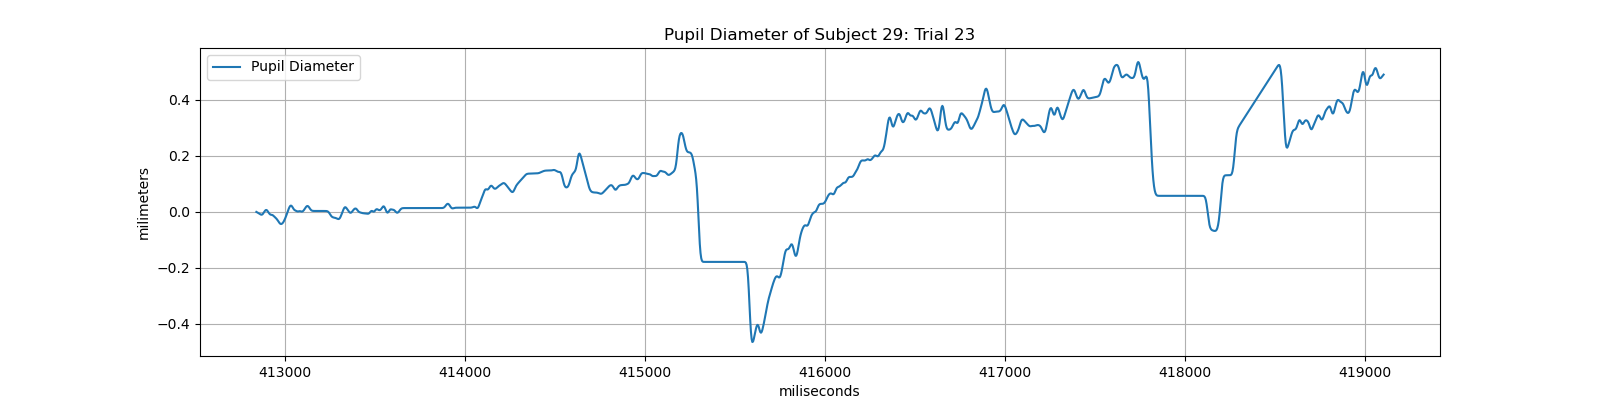 Pupil Diameter of Subject 29: Trial 23
Pupil Diameter
0.4
0.2
0.0
−0.2
−0.4
milimeters
413000 414000 415000 416000 417000 418000 419000
miliseconds